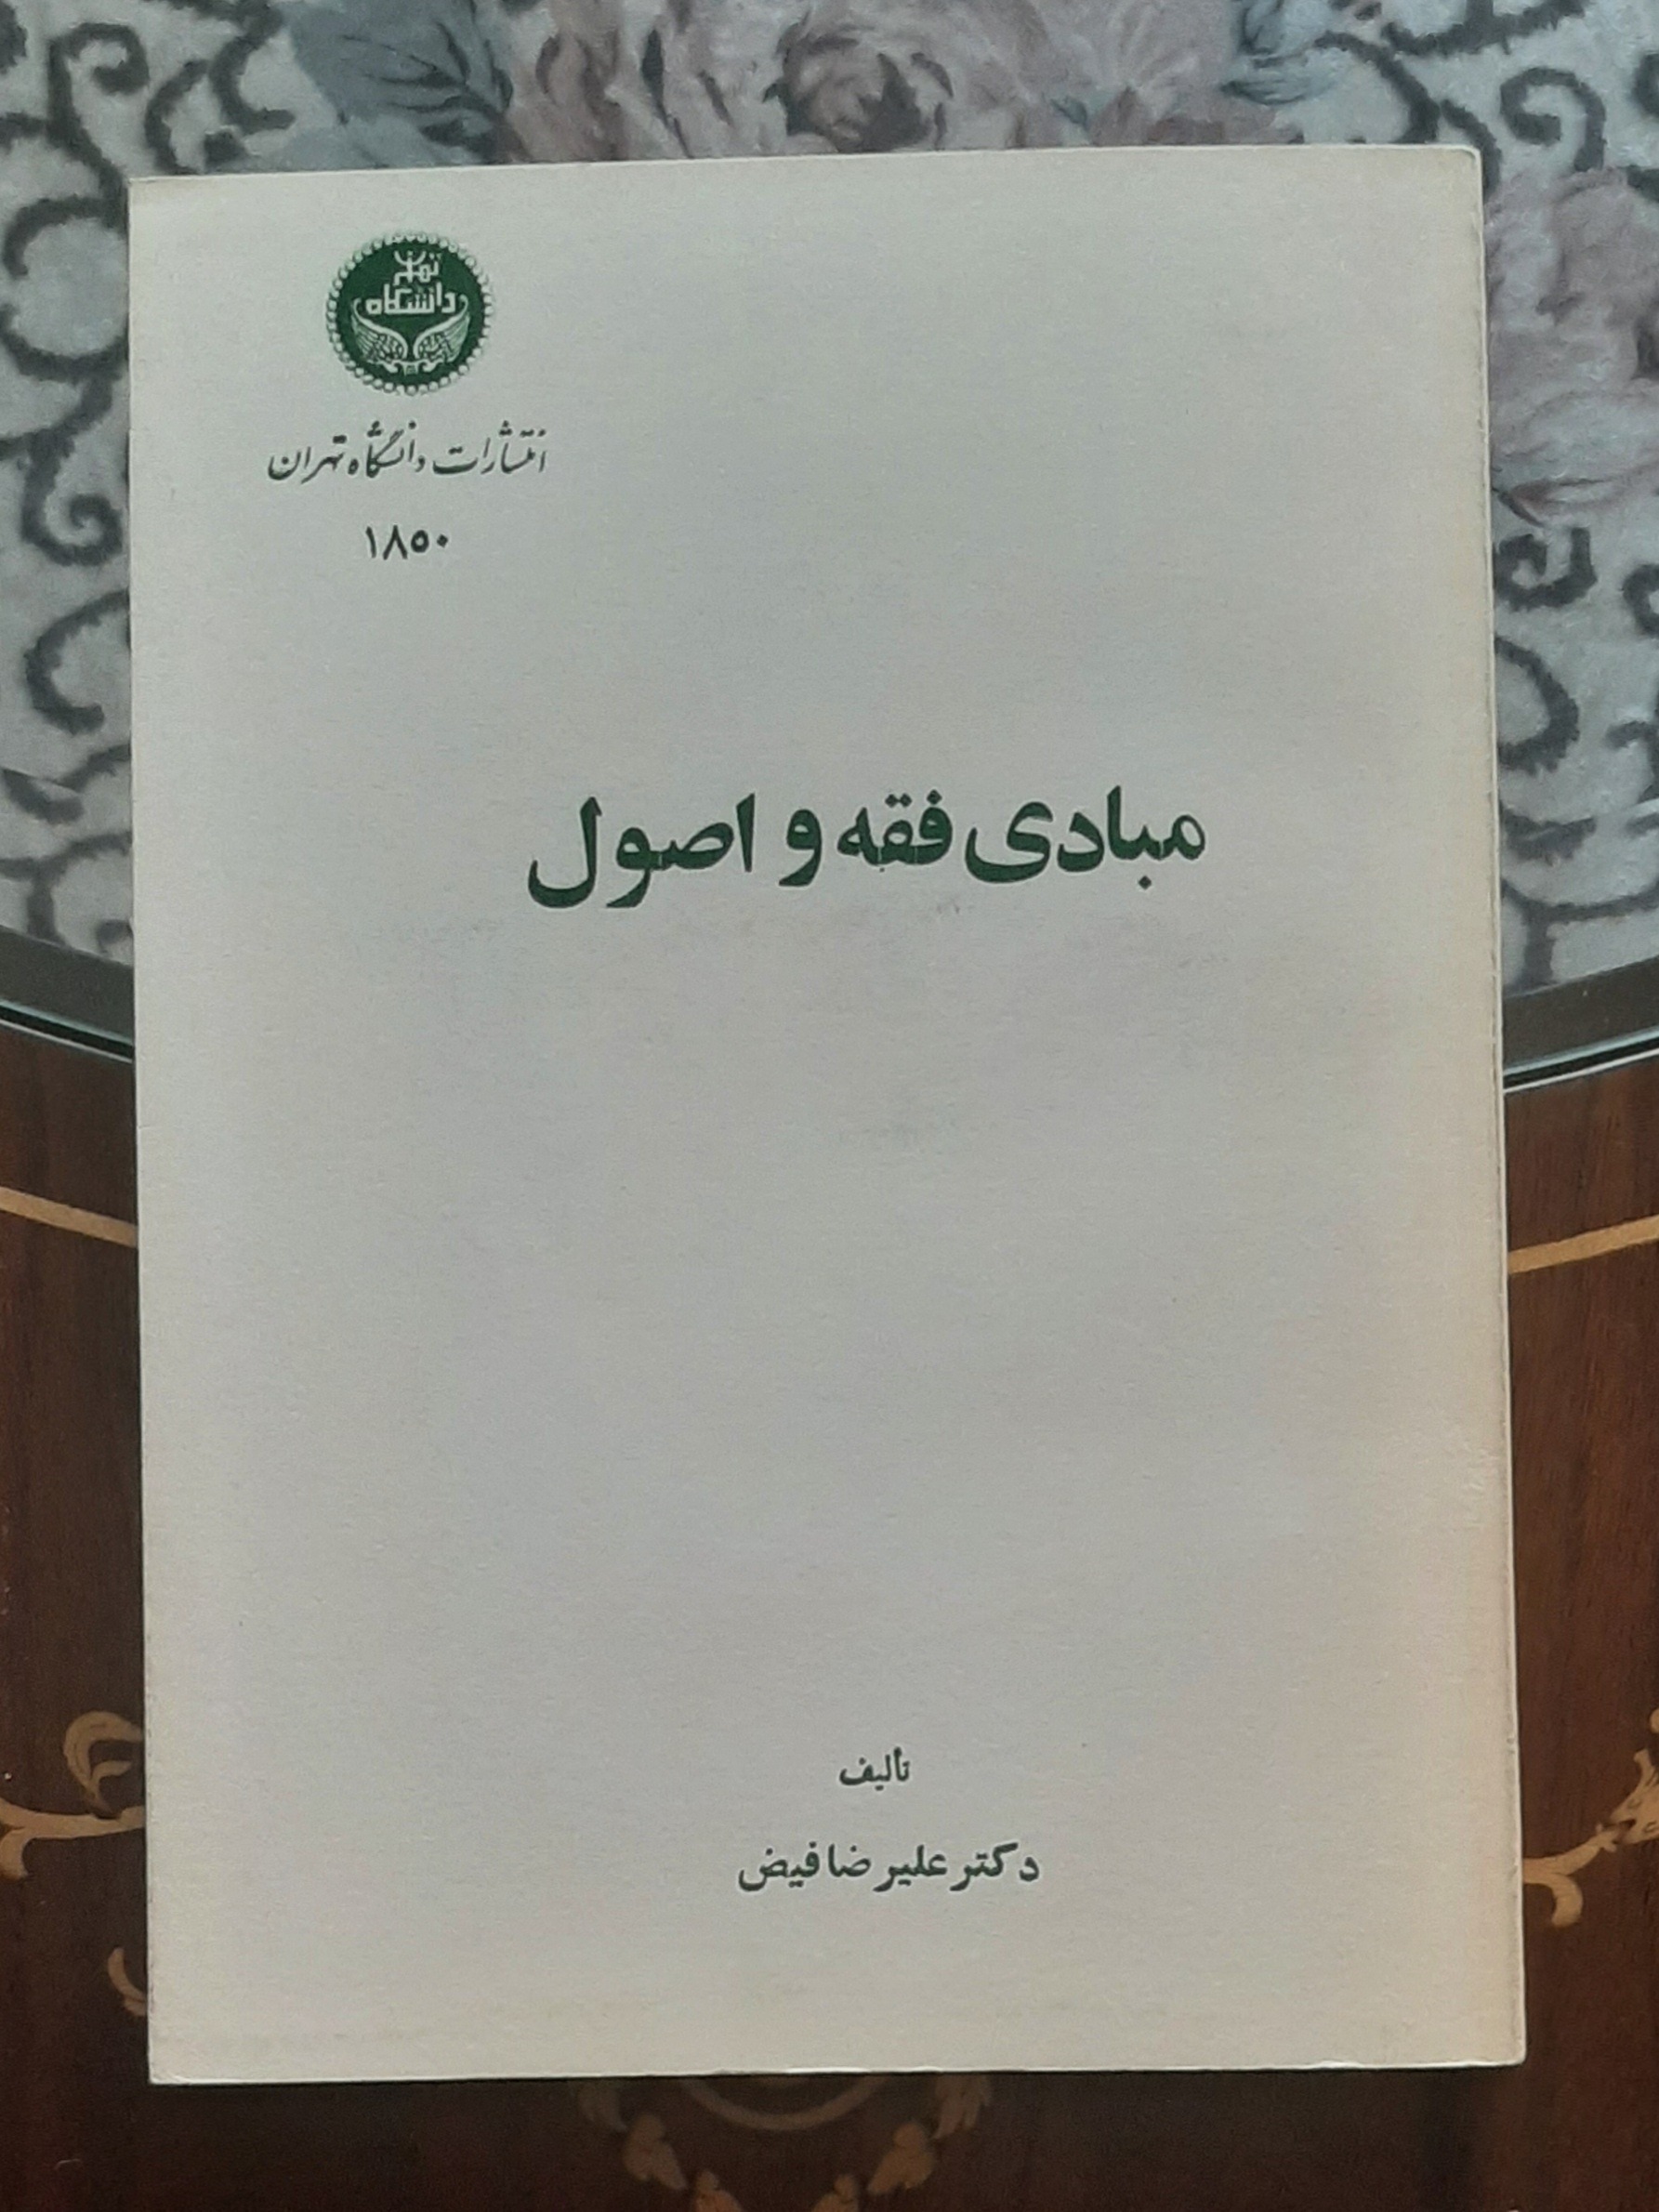 تهران
دانشگاه
انتشارات دانشگاه تهران
۱۸۵۰
مبادی فقه و اصول
تألیف
دکتر علیرضا فیض